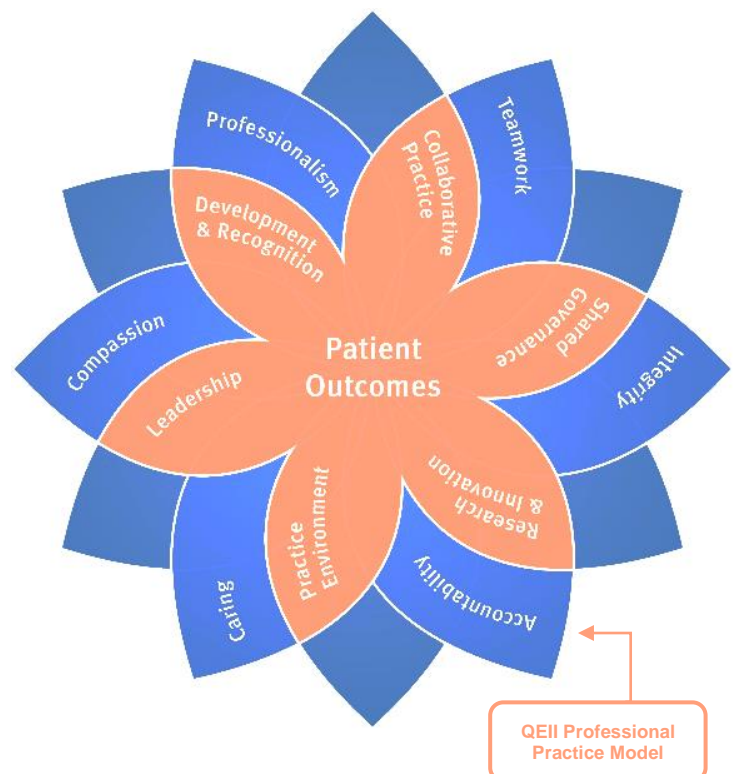 Professionalism
Teamwork
Collaborative
Practice
Development
& Recognition
Shared
Governance
Compassion
Integrity
Patient
Outcomes
Leadership
Research
& Innovation
Practice
Environment
Caring
Accountability
QEII Professional
Practice Model